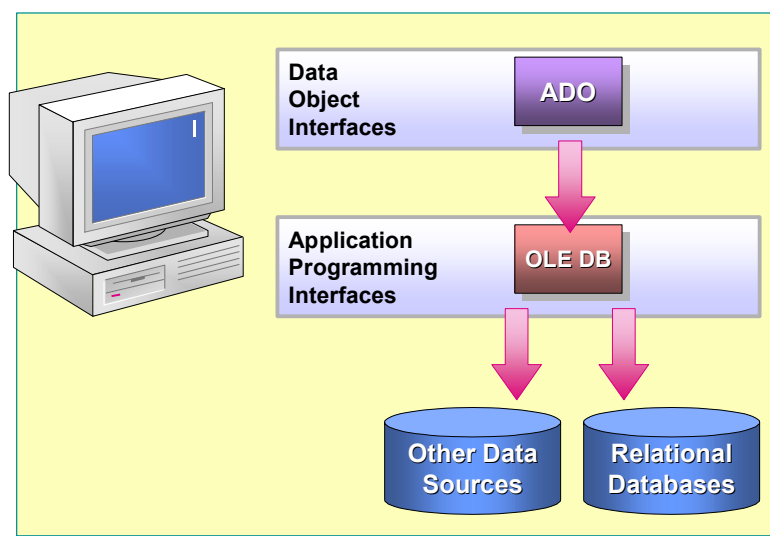 Data
Object
Interfaces
ADO
Application
Programming
Interfaces
OLE DB
Other Data
Sources
Relational
Databases